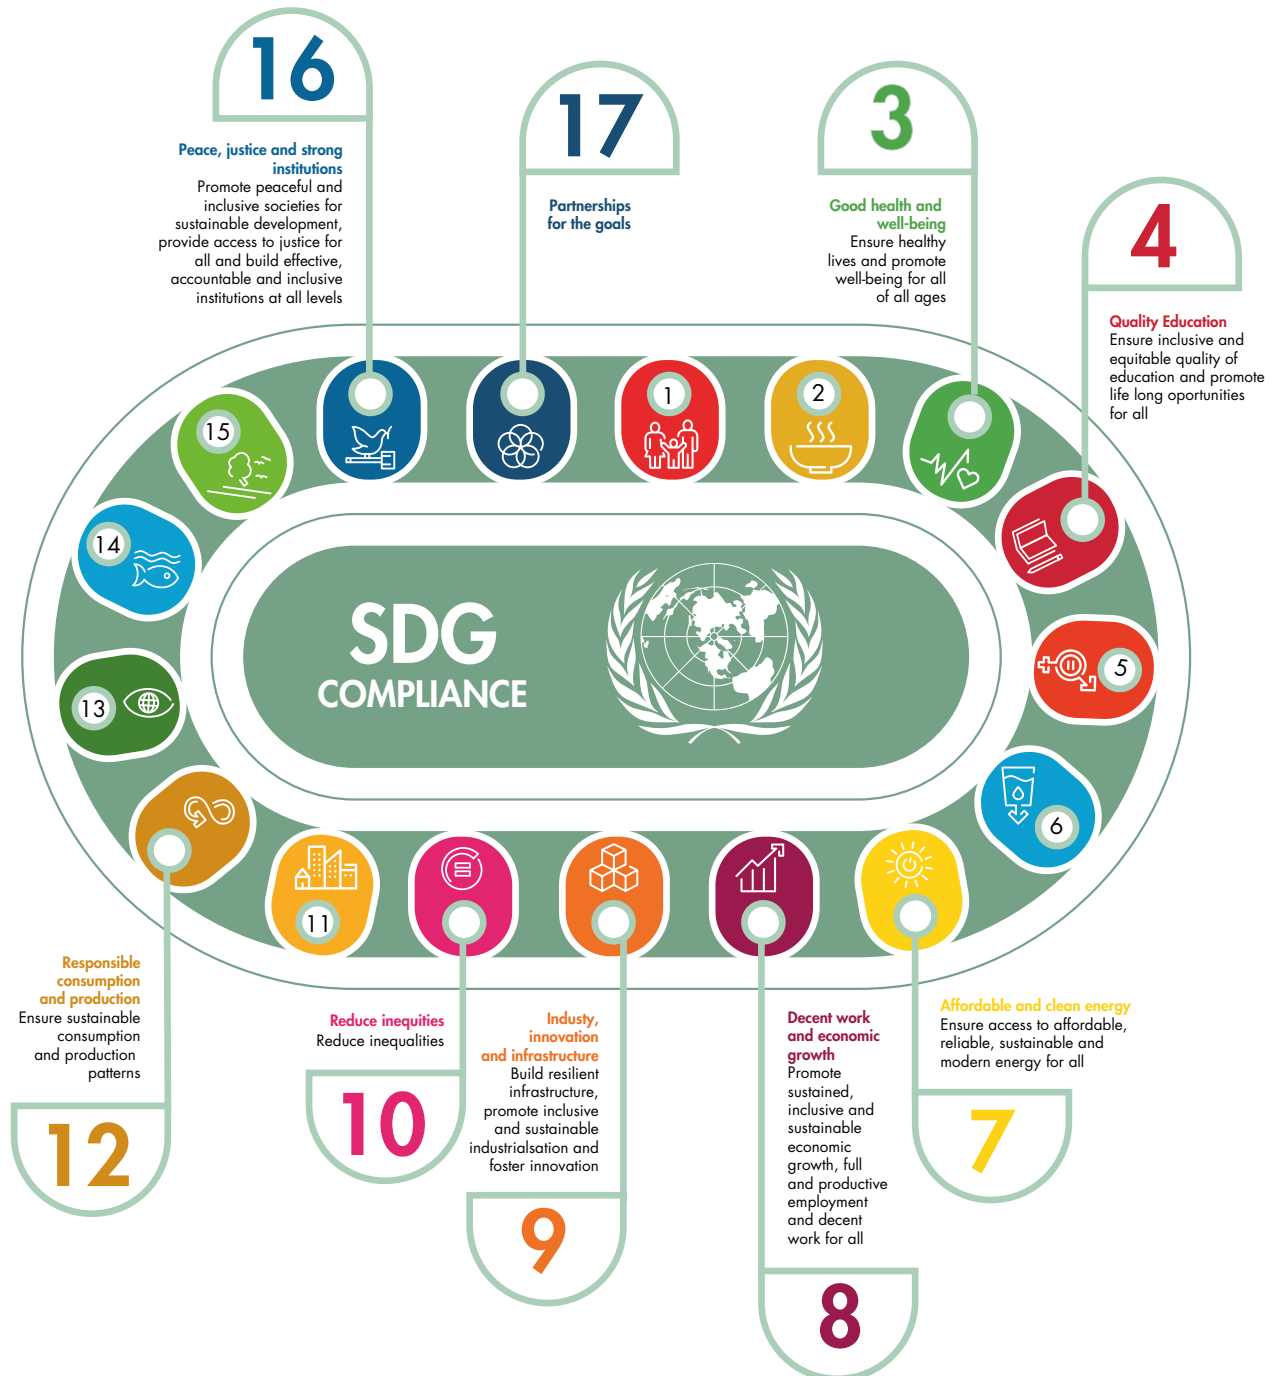 16
Peace, justice and strong
institutions
Promote peaceful and
inclusive societies for
sustainable development,
provide access to justice for
all and build effective,
accountable and inclusive
institutions at all levels
17
Partnerships
for the goals
3
Good health and
well-being
Ensure healthy
lives and promote
well-being for all
of all ages
4
Quality Education
Ensure inclusive and
equitable quality of
education and promote
life long oportunities
for all
1
2
15
14
13
5
6
11
SDG
COMPLIANCE
Responsible
consumption
and production
Ensure sustainable
consumption
and production
patterns
12
Reduce inequities
Reduce inequalities
10
Industy,
innovation
and infrastructure
Build resilient
infrastructure,
promote inclusive
and sustainable
industrialsation and
foster innovation
9
Decent work
and economic
growth
Promote
sustained,
inclusive and
sustainable
economic
growth, full
and productive
employment
and decent
work for all
8
Affordable and clean energy
Ensure access to affordable,
reliable, sustainable and
modern energy for all
7